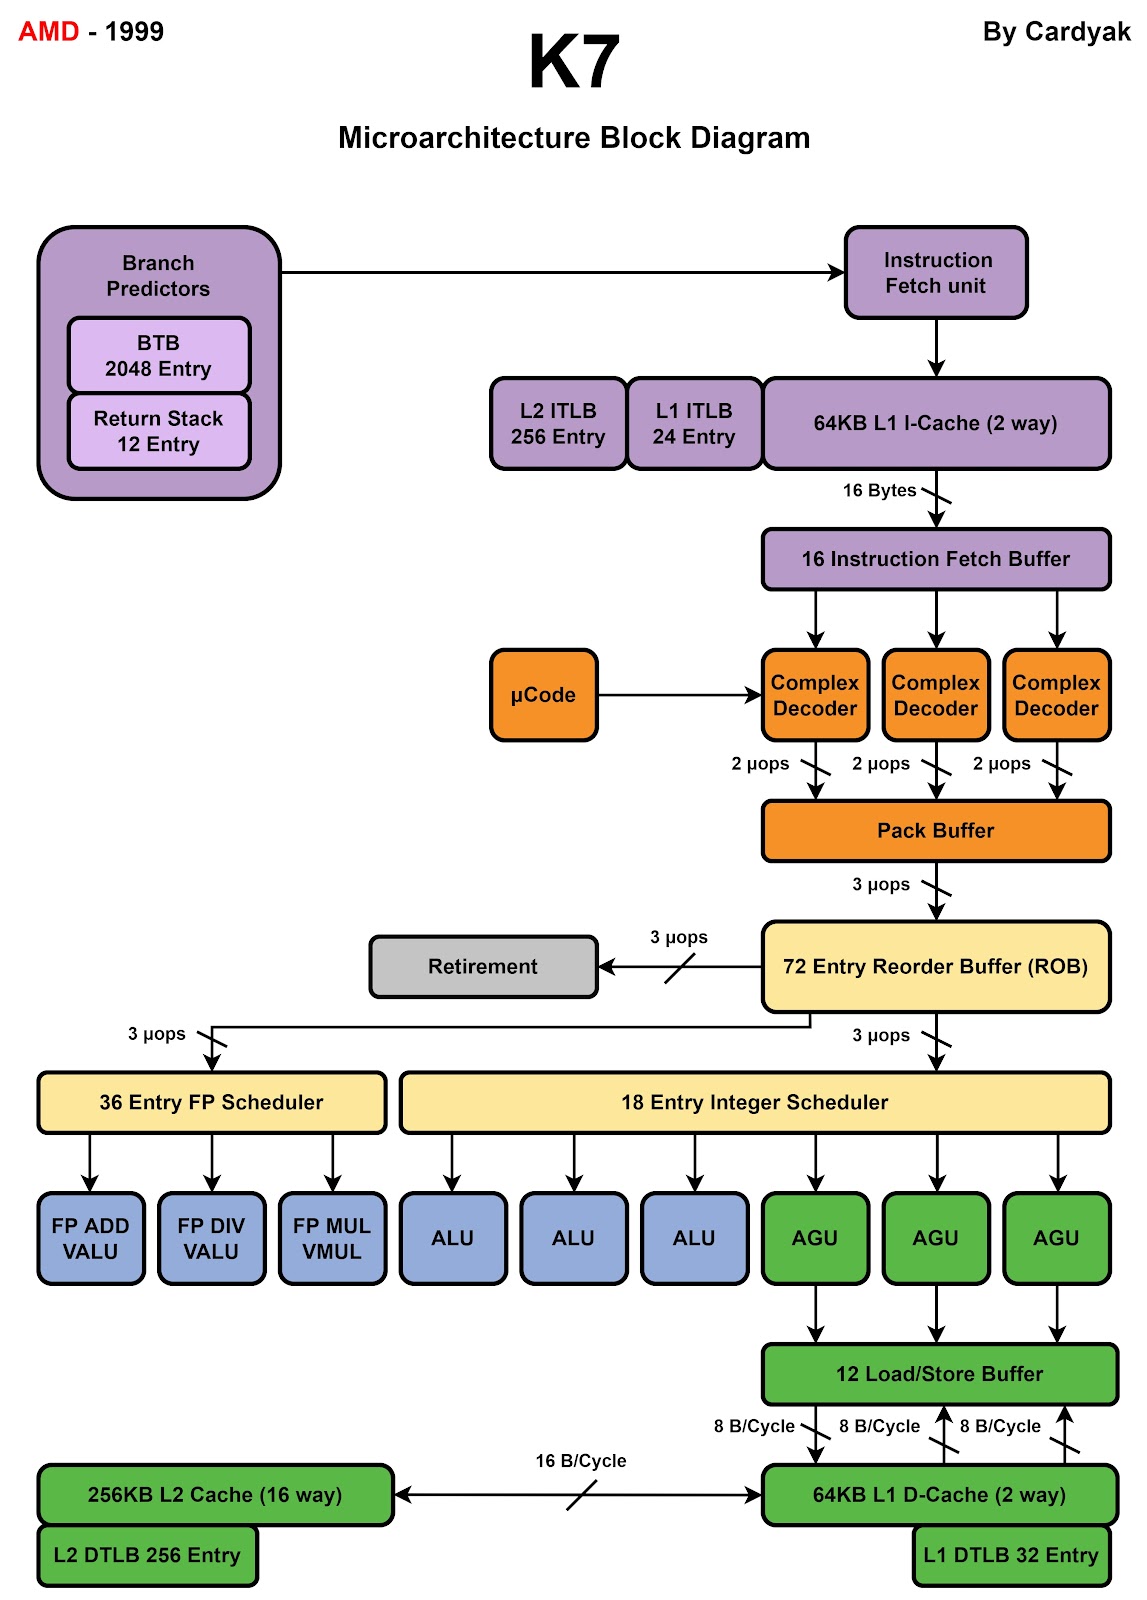 AMD - 1999
By Cardyak
K7
Microarchitecture Block Diagram
Branch
Predictors
BTB
2048 Entry
Return Stack
12 Entry
Instruction
Fetch unit
L2 ITLB
256 Entry
L1 ITLB
24 Entry
64KB L1 I-Cache (2 way)
16 Bytes
16 Instruction Fetch Buffer
µCode
Complex
Decoder
Complex
Decoder
Complex
Decoder
2 µops
2 µops
2 µops
Pack Buffer
3 µops
Retirement
3 µops
72 Entry Reorder Buffer (ROB)
3 µops
3 µops
36 Entry FP Scheduler
18 Entry Integer Scheduler
FP ADD
VALU
FP DIV
VALU
FP MUL
VMUL
ALU
ALU
ALU
AGU
AGU
AGU
12 Load/Store Buffer
8 B/Cycle
8 B/Cycle
8 B/Cycle
16 B/Cycle
256KB L2 Cache (16 way)
64KB L1 D-Cache (2 way)
L2 DTLB 256 Entry
L1 DTLB 32 Entry